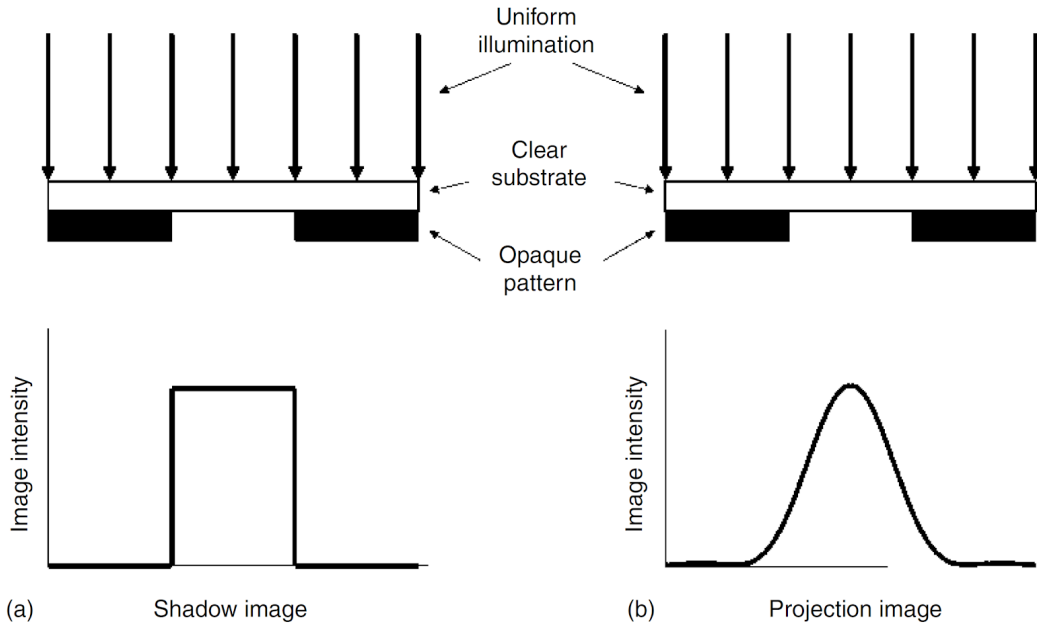 Uniform
illumination
Clear
substrate
Opaque
pattern
Image intensity
Image intensity
(a) Shadow image
(b) Projection image